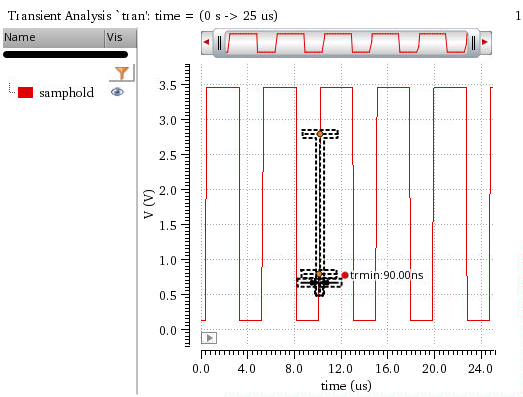 Transient Analysis `tran': time = (0 s -> 25 us) 1
Name Vis
samphold
V (V)
3.5
3.0
2.5
2.0
1.5
1.0
0.5
0.0
trmin:90.00ns
0.0 4.0 8.0 12.0 16.0 20.0 24.0
time (us)